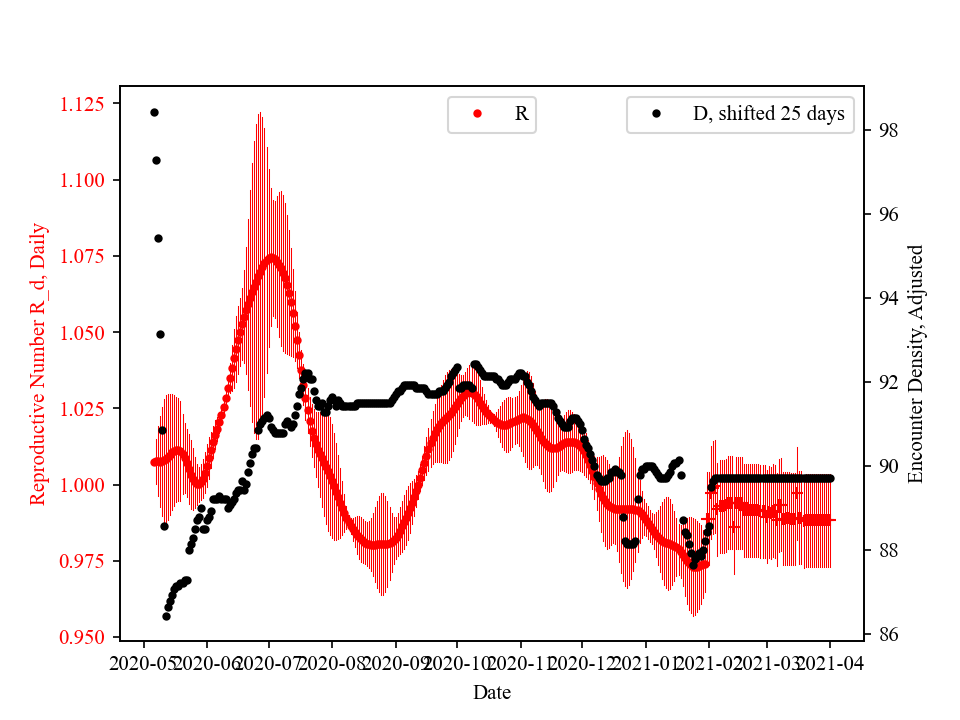 R
D, shifted 25 days
1.125
1.100
1.075
1.050
1.025
1.000
0.975
0.950
Reproductive Number R_d, Daily
98
96
94
92
90
88
86
Encounter Density, Adjusted
2020-05 2020-06 2020-07 2020-08 2020-09 2020-10 2020-11 2020-12 2021-01 2021-02 2021-03 2021-04
Date